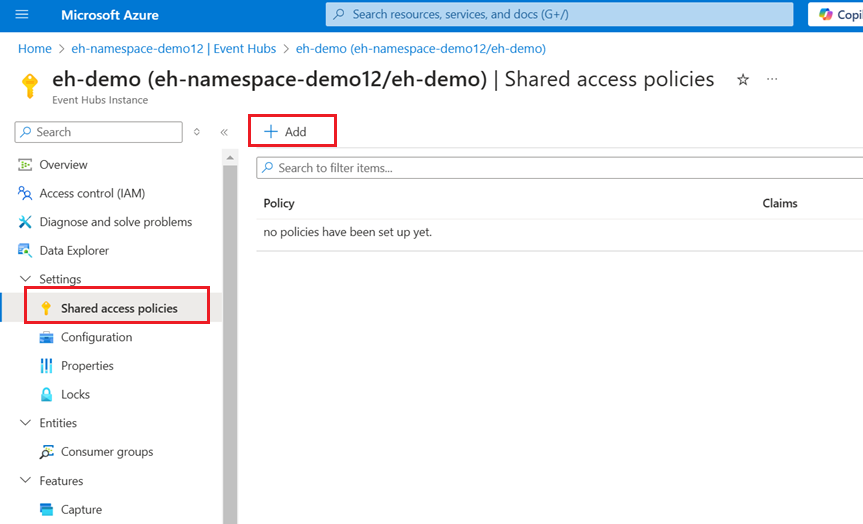 Microsoft Azure
Search resources, services, and docs (G+/)
Copi
Home > eh-namespace-demo12 | Event Hubs > eh-demo (eh-namespace-demo12/eh-demo)
eh-demo (eh-namespace-demo12/eh-demo) | Shared access policies
Event Hubs Instance
Search
Add
Overview
Search to filter items...
Access control (IAM)
Policy
Claims
Diagnose and solve problems
no policies have been set up yet.
Data Explorer
Settings
Shared access policies
Configuration
Properties
Locks
Entities
Consumer groups
Features
Capture